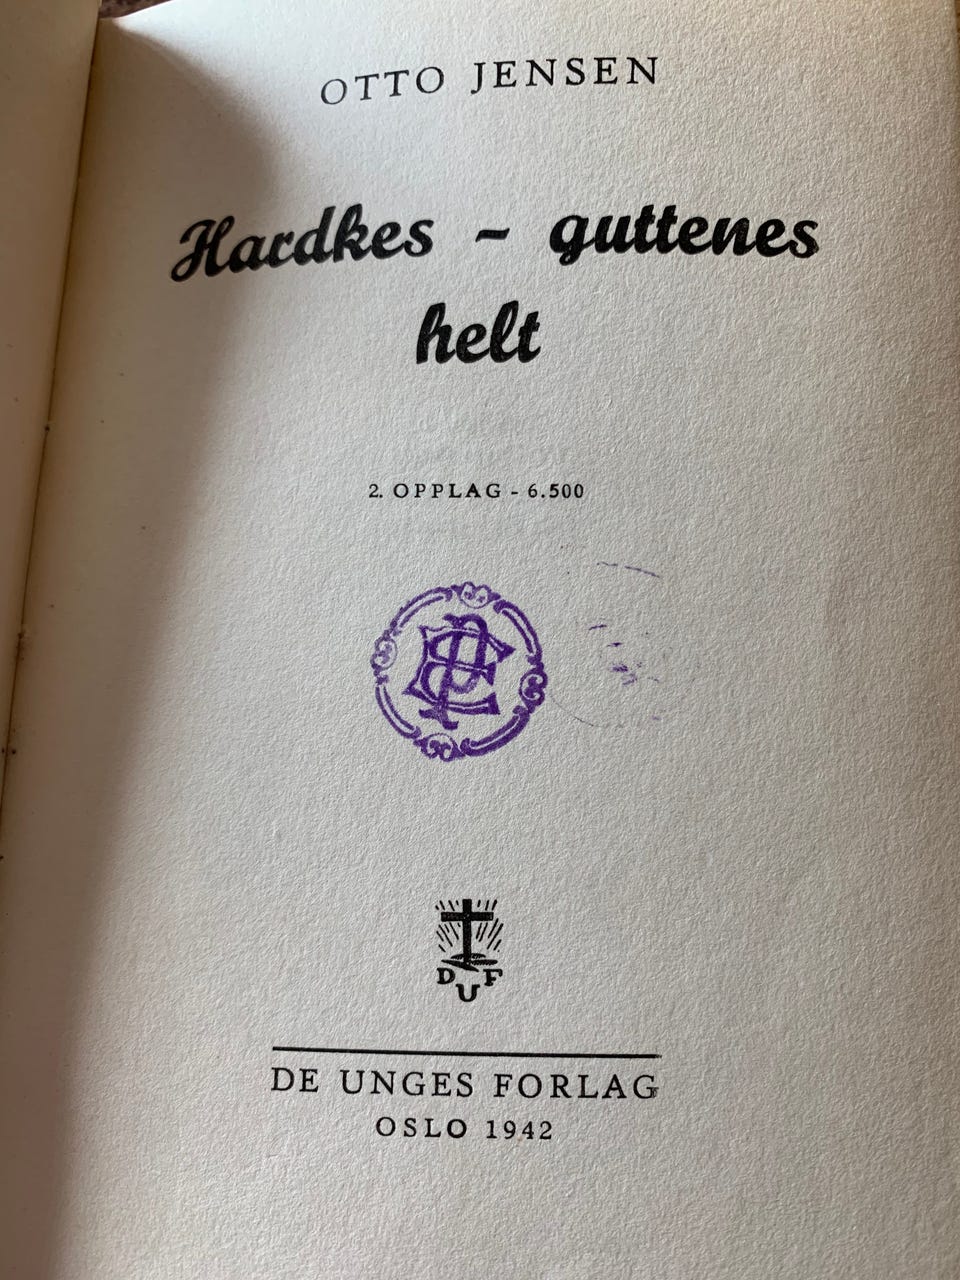 OTTO JENSEN
Hardkes - guttenes
helt
2. OPPLAG - 6.500
DUF
DE UNGES FORLAG
OSLO 1942